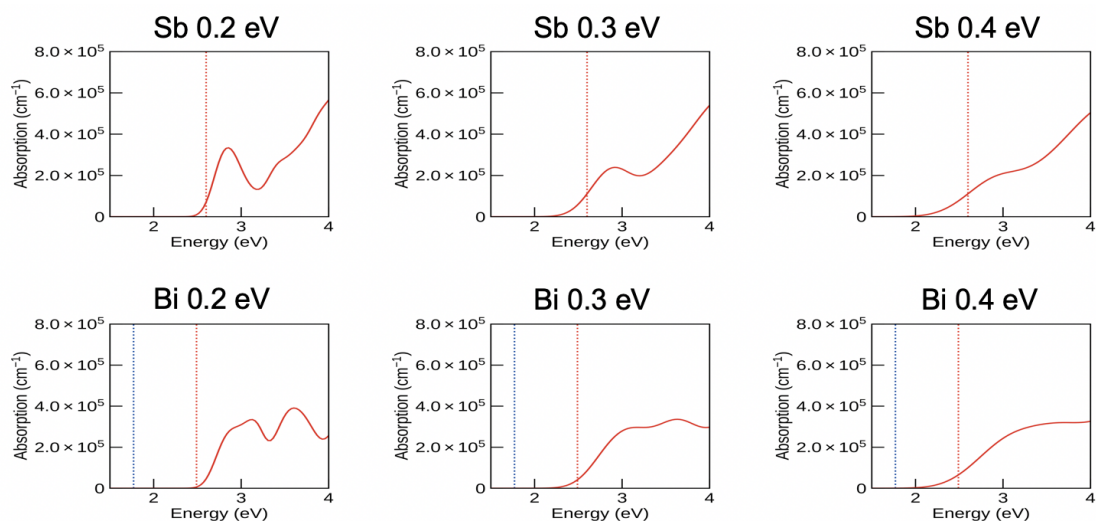 Sb 0.2 eV
8.0 × 10⁵
6.0 × 10⁵
4.0 × 10⁵
2.0 × 10⁵
0
Absorption (cm⁻¹)
2 3 4
Energy (eV)
Sb 0.3 eV
8.0 × 10⁵
6.0 × 10⁵
4.0 × 10⁵
2.0 × 10⁵
0
Absorption (cm⁻¹)
2 3 4
Energy (eV)
Sb 0.4 eV
8.0 × 10⁵
6.0 × 10⁵
4.0 × 10⁵
2.0 × 10⁵
0
Absorption (cm⁻¹)
2 3 4
Energy (eV)
Bi 0.2 eV
8.0 × 10⁵
6.0 × 10⁵
4.0 × 10⁵
2.0 × 10⁵
0
Absorption (cm⁻¹)
2 3 4
Energy (eV)
Bi 0.3 eV
8.0 × 10⁵
6.0 × 10⁵
4.0 × 10⁵
2.0 × 10⁵
0
Absorption (cm⁻¹)
2 3 4
Energy (eV)
Bi 0.4 eV
8.0 × 10⁵
6.0 × 10⁵
4.0 × 10⁵
2.0 × 10⁵
0
Absorption (cm⁻¹)
2 3 4
Energy (eV)